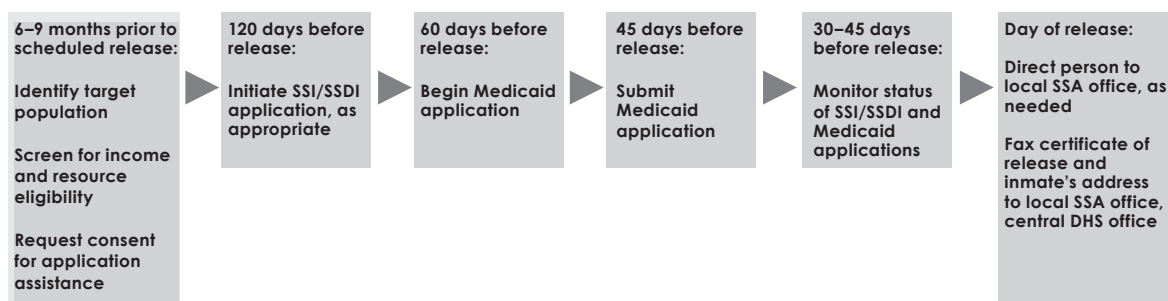 6–9 months prior to
scheduled release:
Identify target
population
Screen for income
and resource
eligibility
Request consent
for application
assistance
120 days before
release:
Initiate SSI/SSDI
application, as
appropriate
60 days before
release:
Begin Medicaid
application
45 days before
release:
Submit
Medicaid
application
30–45 days
before release:
Monitor status
of SSI/SSDI and
Medicaid
applications
Day of release:
Direct person to
local SSA office, as
needed
Fax certificate of
release and
inmate’s address
to local SSA office,
central DHS office